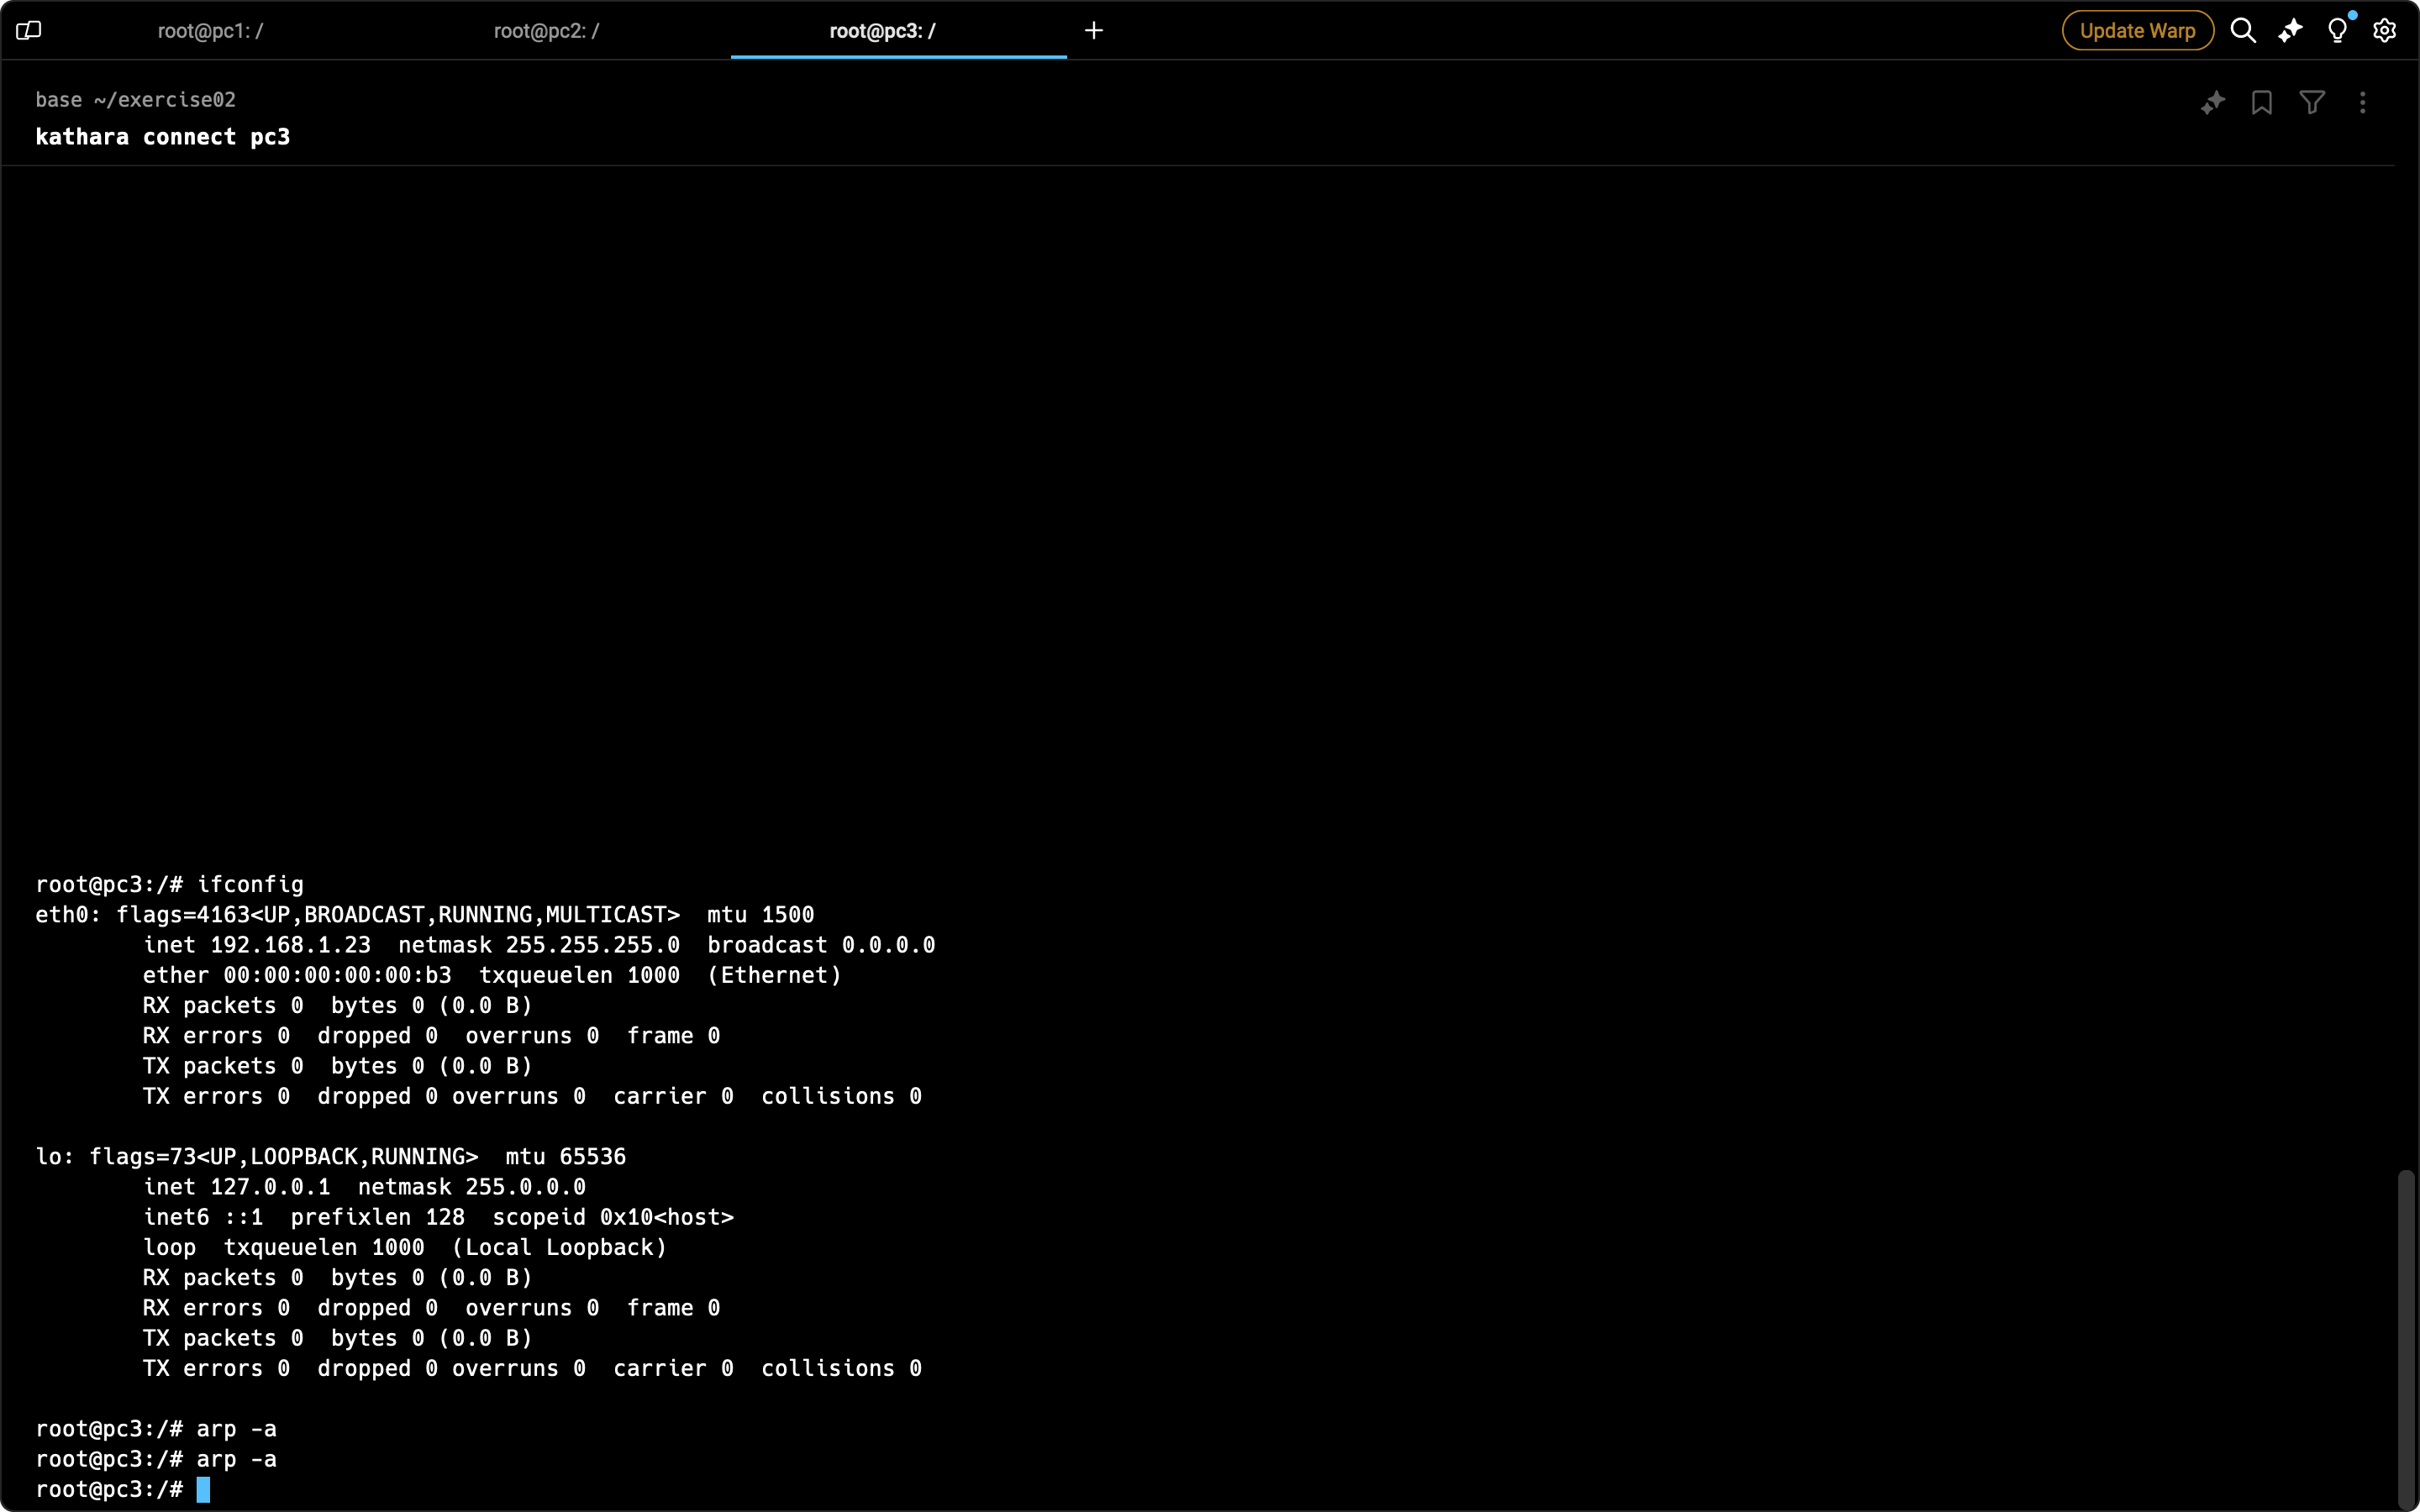 root@pc1: /
root@pc2: /
root@pc3: /
Update Warp
base ~/exercise02
kathara connect pc3
root@pc3:/# ifconfig
eth0: flags=4163<UP,BROADCAST,RUNNING,MULTICAST>  mtu 1500
        inet 192.168.1.23  netmask 255.255.255.0  broadcast 0.0.0.0
        ether 00:00:00:00:00:b3  txqueuelen 1000  (Ethernet)
        RX packets 0  bytes 0 (0.0 B)
        RX errors 0  dropped 0  overruns 0  frame 0
        TX packets 0  bytes 0 (0.0 B)
        TX errors 0  dropped 0 overruns 0  carrier 0  collisions 0
lo: flags=73<UP,LOOPBACK,RUNNING>  mtu 65536
        inet 127.0.0.1  netmask 255.0.0.0
        inet6 ::1  prefixlen 128  scopeid 0x10<host>
        loop  txqueuelen 1000  (Local Loopback)
        RX packets 0  bytes 0 (0.0 B)
        RX errors 0  dropped 0  overruns 0  frame 0
        TX packets 0  bytes 0 (0.0 B)
        TX errors 0  dropped 0 overruns 0  carrier 0  collisions 0
root@pc3:/# arp -a
root@pc3:/# arp -a
root@pc3:/#